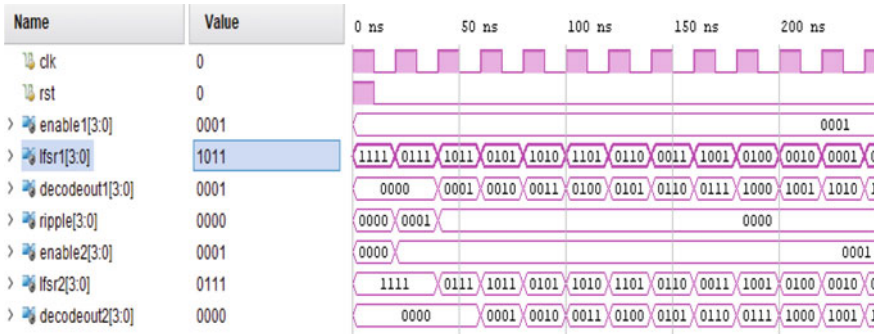 Name Value 0 ns 50 ns 100 ns 150 ns 200 ns
clk 0
rst 0
enable1[3:0] 0001 0001
lfsr1[3:0] 1011 1111 0111 1011 0101 1010 1101 0110 0011 1001 0100 0010 0001
decodeout1[3:0] 0001 0000 0001 0010 0011 0100 0101 0110 0111 1000 1001 1010
ripple[3:0] 0000 0000 0001 0000
enable2[3:0] 0001 0000 0001
lfsr2[3:0] 0111 1111 0111 1011 0101 1010 1101 0110 0011 1001 0100 0010
decodeout2[3:0] 0000 0000 0001 0010 0011 0100 0101 0110 0111 1000 1001